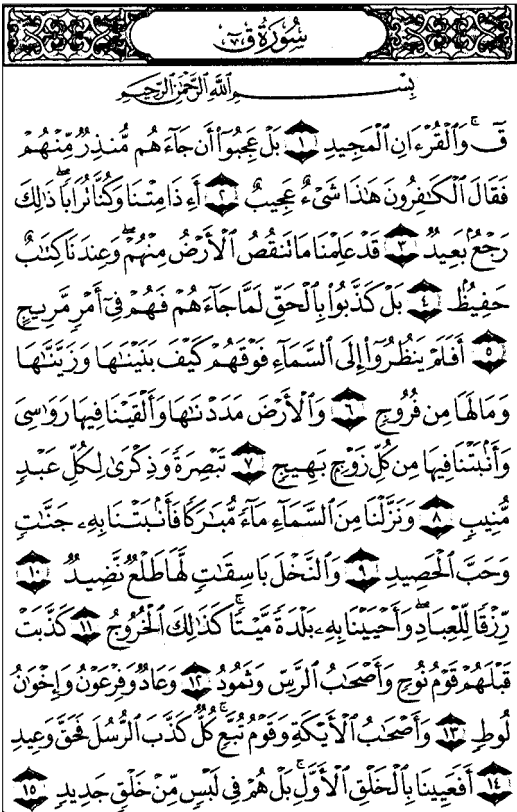 سُورَةُ قٓ
بِسْمِ ٱللَّهِ ٱلرَّحْمَٰنِ ٱلرَّحِيمِ
قٓ ۚ وَٱلْقُرْءَانِ ٱلْمَجِيدِ ١ بَلْ عَجِبُوٓا۟ أَن جَآءَهُم مُّنذِرٌ مِّنْهُمْ
فَقَالَ ٱلْكَٰفِرُونَ هَٰذَا شَىْءٌ عَجِيبٌ ٢ أَءِذَا مِتْنَا وَكُنَّا تُرَابًا ۖ ذَٰلِكَ
رَجْعٌۢ بَعِيدٌ ٣ قَدْ عَلِمْنَا مَا تَنقُصُ ٱلْأَرْضُ مِنْهُمْ ۖ وَعِندَنَا كِتَٰبٌ
حَفِيظٌۢ ٤ بَلْ كَذَّبُوا۟ بِٱلْحَقِّ لَمَّا جَآءَهُمْ فَهُمْ فِىٓ أَمْرٍ مَّرِيجٍ
٥ أَفَلَمْ يَنظُرُوٓا۟ إِلَى ٱلسَّمَآءِ فَوْقَهُمْ كَيْفَ بَنَيْنَٰهَا وَزَيَّنَّٰهَا
وَمَا لَهَا مِن فُرُوجٍ ٦ وَٱلْأَرْضَ مَدَدْنَٰهَا وَأَلْقَيْنَا فِيهَا رَوَٰسِىَ
وَأَنۢبَتْنَا فِيهَا مِن كُلِّ زَوْجٍۭ بَهِيجٍ ٧ تَبْصِرَةً وَذِكْرَىٰ لِكُلِّ عَبْدٍ
مُّنِيبٍ ٨ وَنَزَّلْنَا مِنَ ٱلسَّمَآءِ مَآءً مُّبَٰرَكًا فَأَنۢبَتْنَا بِهِۦ جَنَّٰتٍ
وَحَبَّ ٱلْحَصِيدِ ٩ وَٱلنَّخْلَ بَاسِقَٰتٍ لَّهَا طَلْعٌ نَّضِيدٌ ١٠
رِّزْقًا لِّلْعِبَادِ ۖ وَأَحْيَيْنَا بِهِۦ بَلْدَةً مَّيْتًا ۚ كَذَٰلِكَ ٱلْخُرُوجُ ١١ كَذَّبَتْ
قَبْلَهُمْ قَوْمُ نُوحٍ وَأَصْحَٰبُ ٱلرَّسِّ وَثَمُودُ ١٢ وَعَادٌ وَفِرْعَوْنُ وَإِخْوَٰنُ
لُوطٍ ١٣ وَأَصْحَٰبُ ٱلْأَيْكَةِ وَقَوْمُ تُبَّعٍ ۚ كُلٌّ كَذَّبَ ٱلرُّسُلَ فَحَقَّ وَعِيدِ
١٤ أَفَعَيِينَا بِٱلْخَلْقِ ٱلْأَوَّلِ ۚ بَلْ هُمْ فِى لَبْسٍ مِّنْ خَلْقٍ جَدِيدٍ ١٥